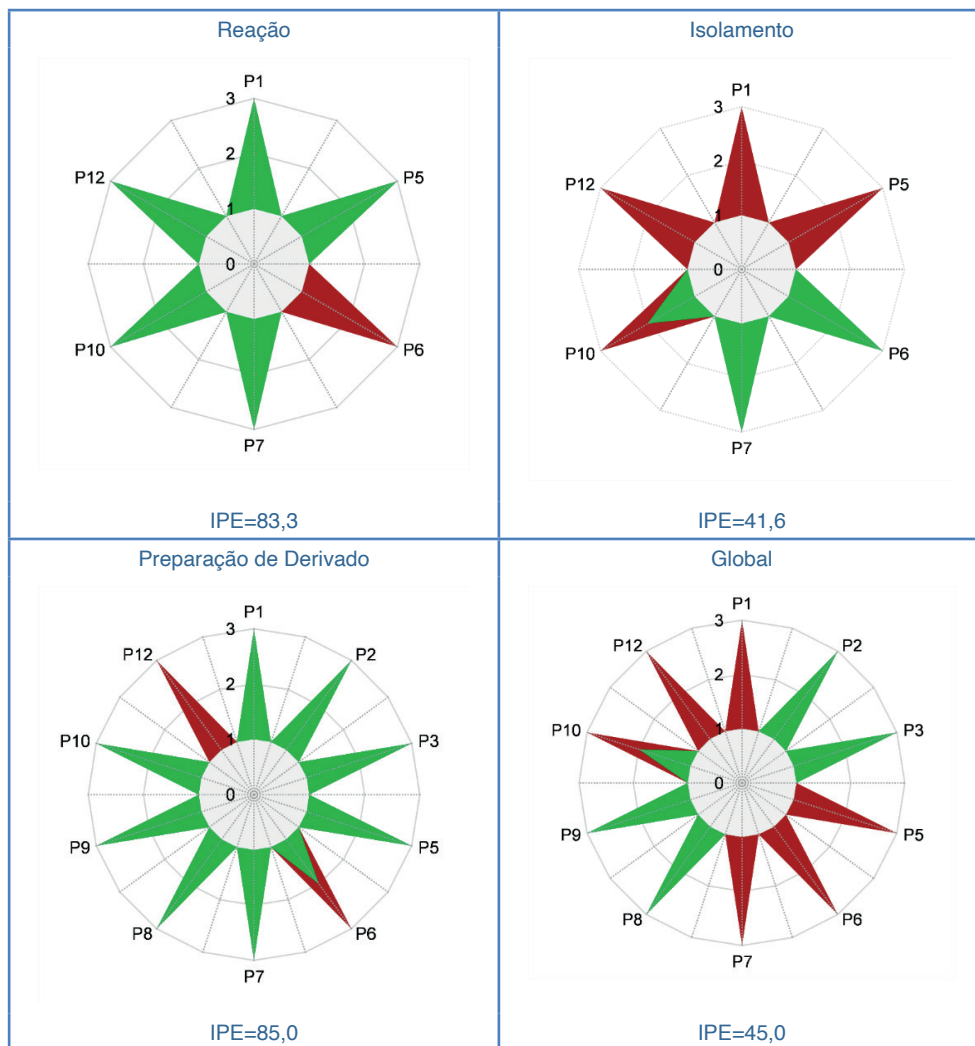 Reação
P1
3
2
1
0
P12
P5
P10
P6
P7
IPE=83,3
Isolamento
P1
3
2
1
0
P12
P5
P10
P6
P7
IPE=41,6
Preparação de Derivado
P1
3
2
1
0
P12
P2
P10
P3
P9
P5
P8
P6
P7
IPE=85,0
Global
P1
3
2
1
0
P12
P2
P10
P3
P9
P5
P8
P6
P7
IPE=45,0